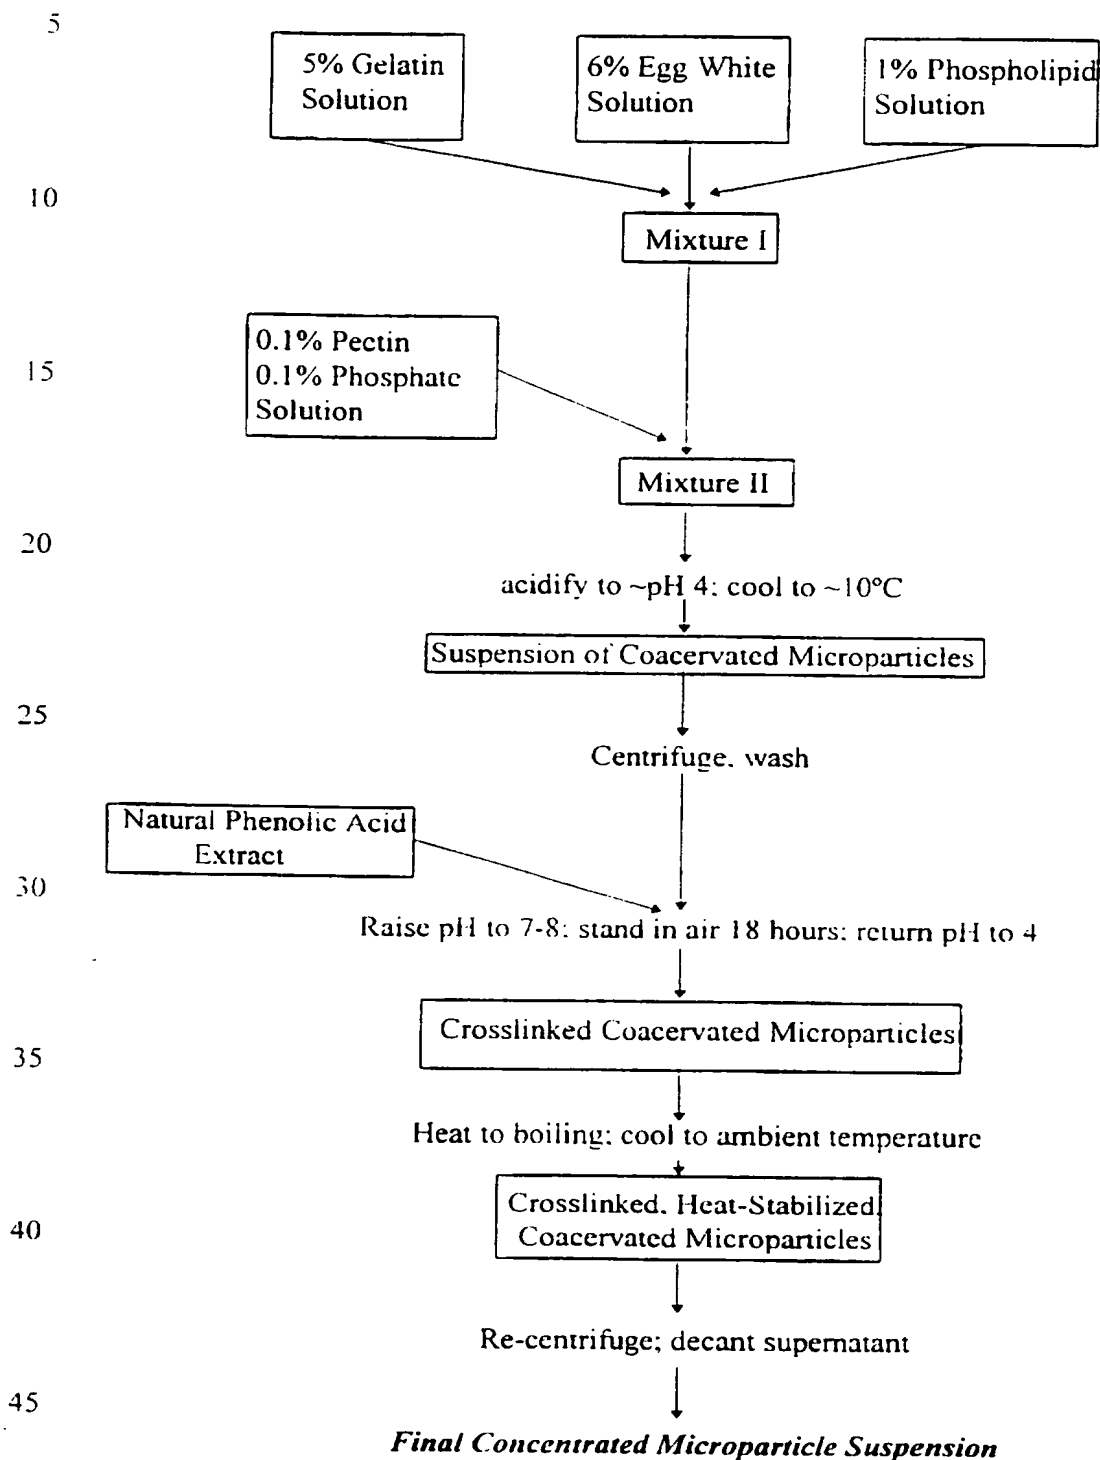 5
5% Gelatin
Solution
6% Egg White
Solution
1% Phospholipid
Solution
10
Mixture I
0.1% Pectin
15
0.1% Phosphate
Solution
Mixture II
20
acidify to ~pH 4; cool to ~10°C
Suspension of Coacervated Microparticles
25
Centrifuge, wash
Natural Phenolic Acid
Extract
30
Raise pH to 7-8; stand in air 18 hours; return pH to 4
Crosslinked Coacervated Microparticles
35
Heat to boiling; cool to ambient temperature
Crosslinked, Heat-Stabilized
40
Coacervated Microparticles
Re-centrifuge; decant supernatant
45
Final Concentrated Microparticle Suspension